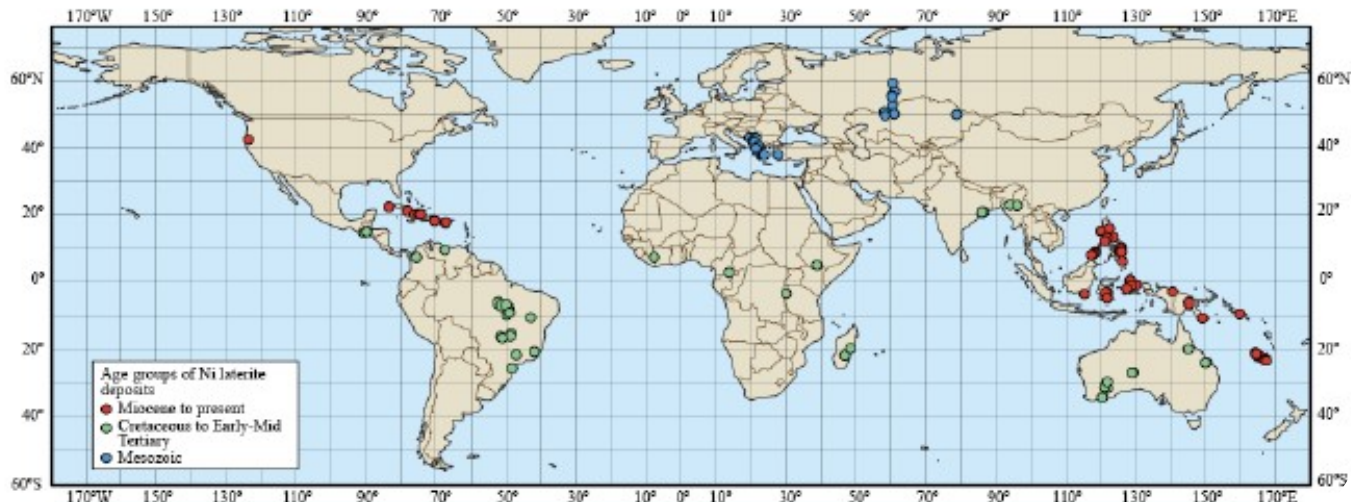 170°W 150° 130° 110° 90° 70° 50° 30° 10° 0° 10° 30° 50° 70° 90° 110° 130° 150° 170°E
60°N 60°N
40° 40°
20° 20°
0° 0°
20° 20°
40° 40°
60°S 60°S
Age groups of Ni laterite
deposits
Miocene to present
Cretaceous to Early-Mid
Tertiary
Mesozoic
170°W 150° 130° 110° 90° 70° 50° 30° 10° 0° 10° 30° 50° 70° 90° 110° 130° 150° 170°E